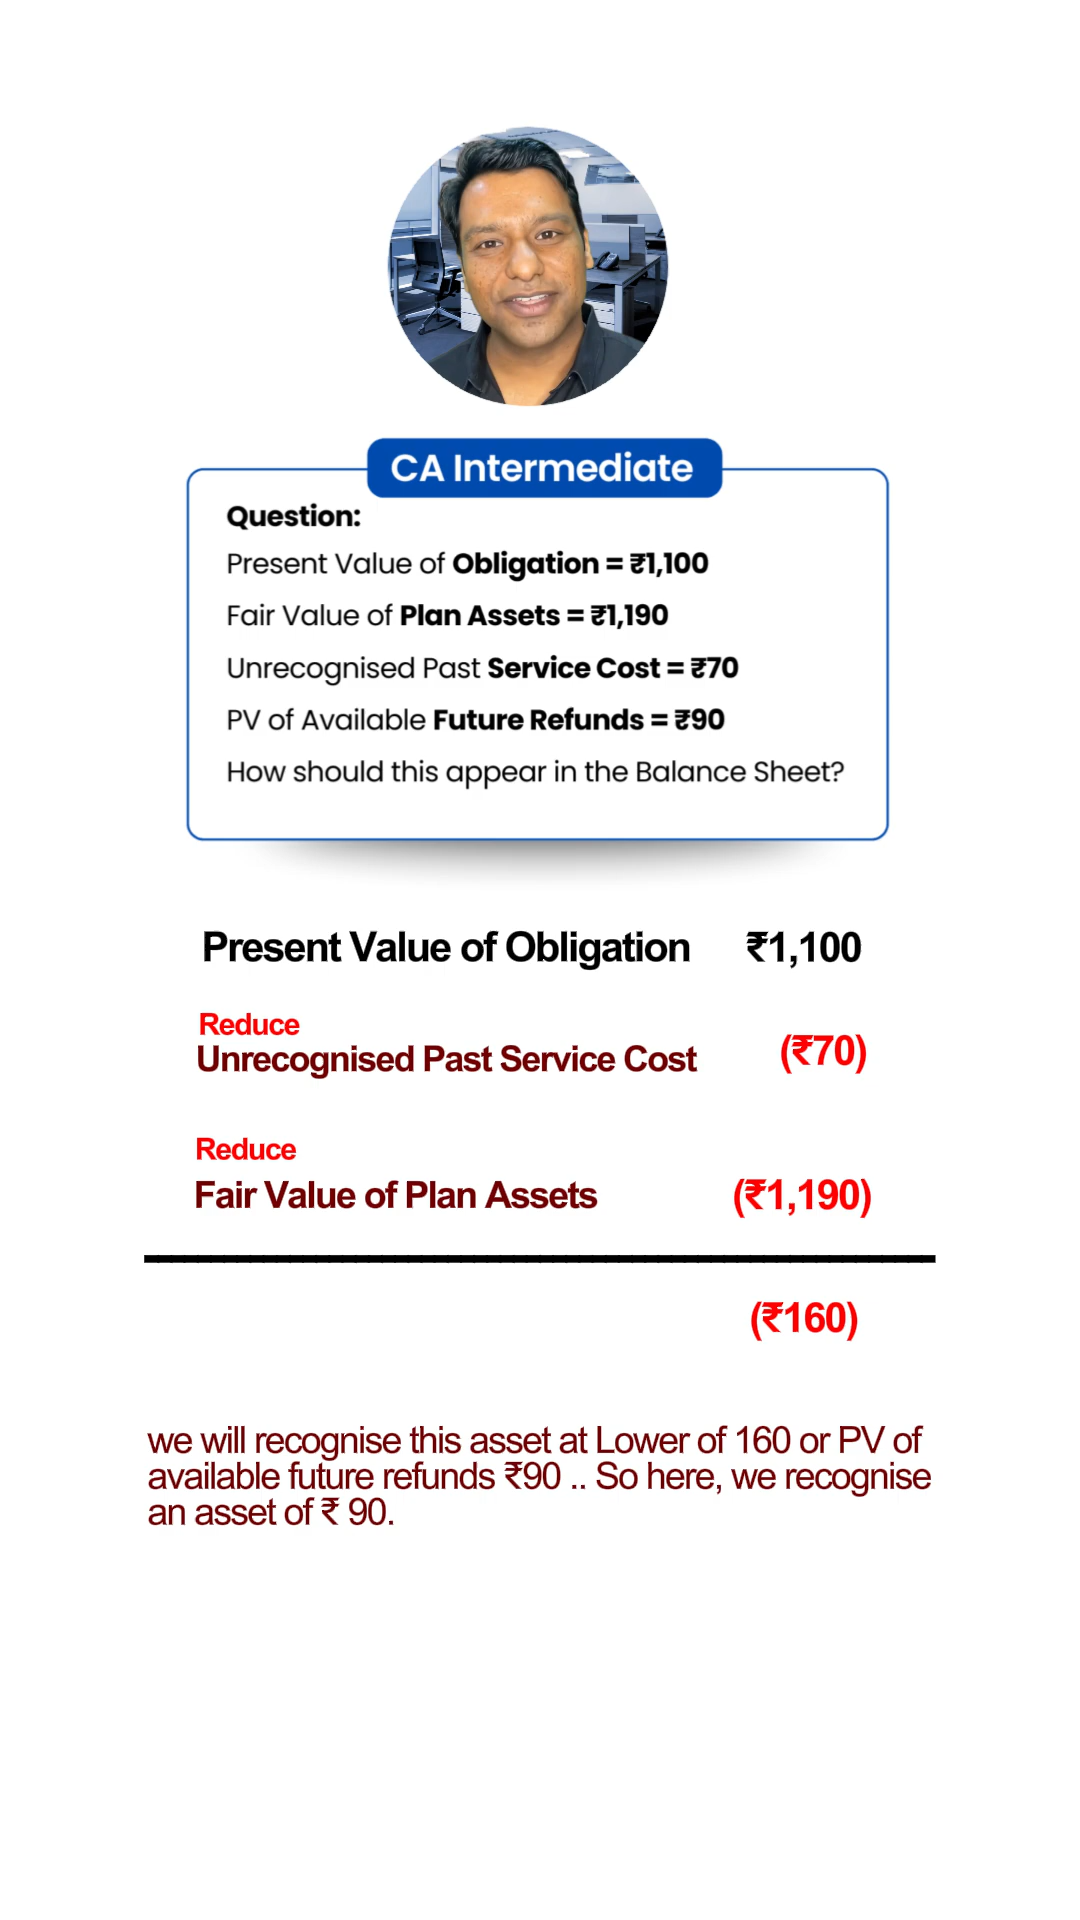 CA Intermediate
Question:
Present Value of Obligation = ₹1,100
Fair Value of Plan Assets = ₹1,190
Unrecognised Past Service Cost = ₹70
PV of Available Future Refunds = ₹90
How should this appear in the Balance Sheet?
Present Value of Obligation ₹1,100
Reduce
Unrecognised Past Service Cost (₹70)
Reduce
Fair Value of Plan Assets (₹1,190)
(₹160)
we will recognise this asset at Lower of 160 or PV of
available future refunds ₹90 .. So here, we recognise
an asset of ₹ 90.